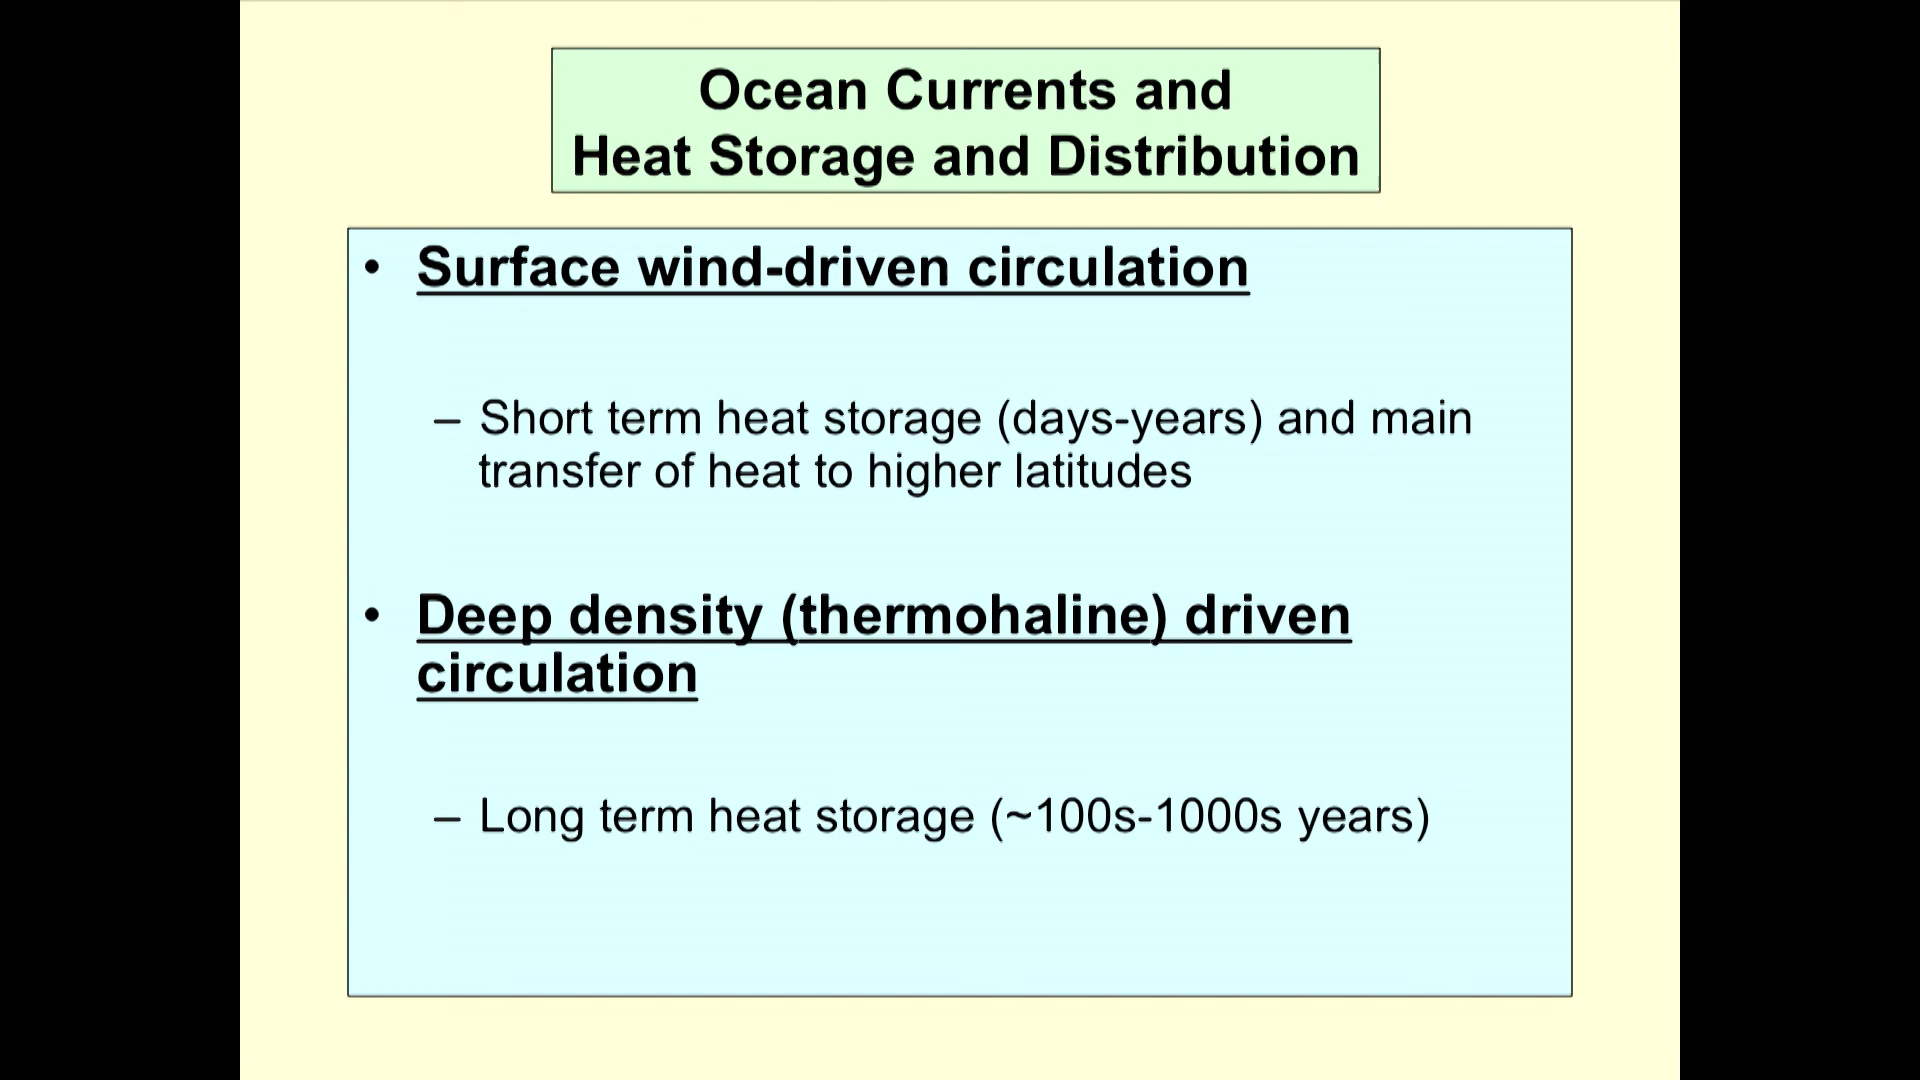 Ocean Currents and
Heat Storage and Distribution
• Surface wind-driven circulation
– Short term heat storage (days-years) and main
transfer of heat to higher latitudes
• Deep density (thermohaline) driven
circulation
– Long term heat storage (~100s-1000s years)